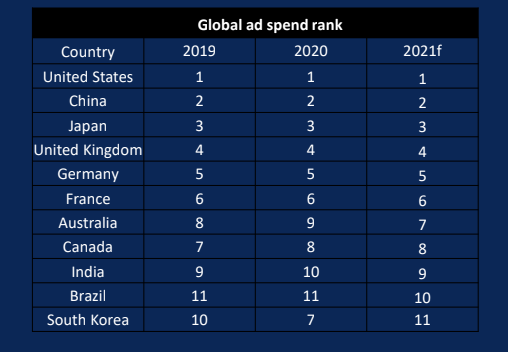 Global ad spend rank
Country 2019 2020 2021f
United States 1 1 1
China 2 2 2
Japan 3 3 3
United Kingdom 4 4 4
Germany 5 5 5
France 6 6 6
Australia 8 9 7
Canada 7 8 8
India 9 10 9
Brazil 11 11 10
South Korea 10 7 11